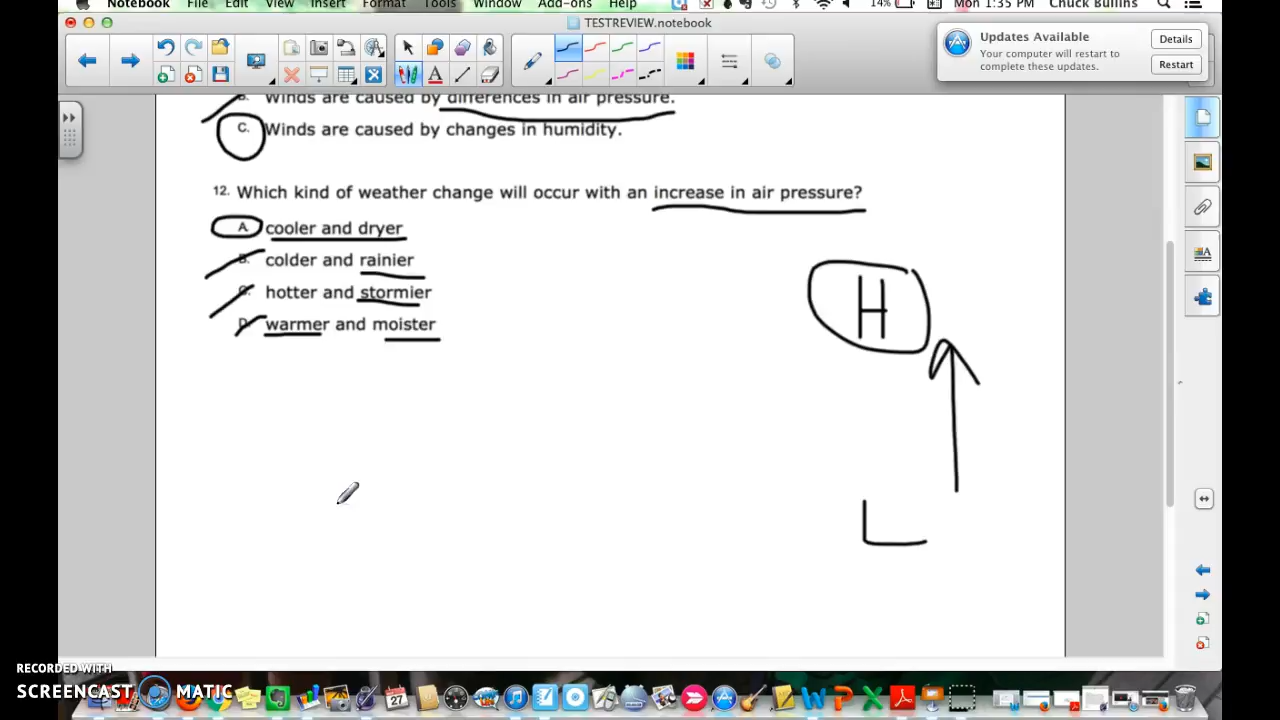 Notebook File Edit View Insert Format Tools Window Add-ons Help 14% Mon 1:35 PM Chuck Bullins
TESTREVIEW.notebook
Updates Available
Your computer will restart to complete these updates.
Details
Restart
B. Winds are caused by differences in air pressure.
C. Winds are caused by changes in humidity.
12. Which kind of weather change will occur with an increase in air pressure?
A. cooler and dryer
B. colder and rainier
C. hotter and stormier
D. warmer and moister
H
L
RECORDED WITH
SCREENCAST MATIC